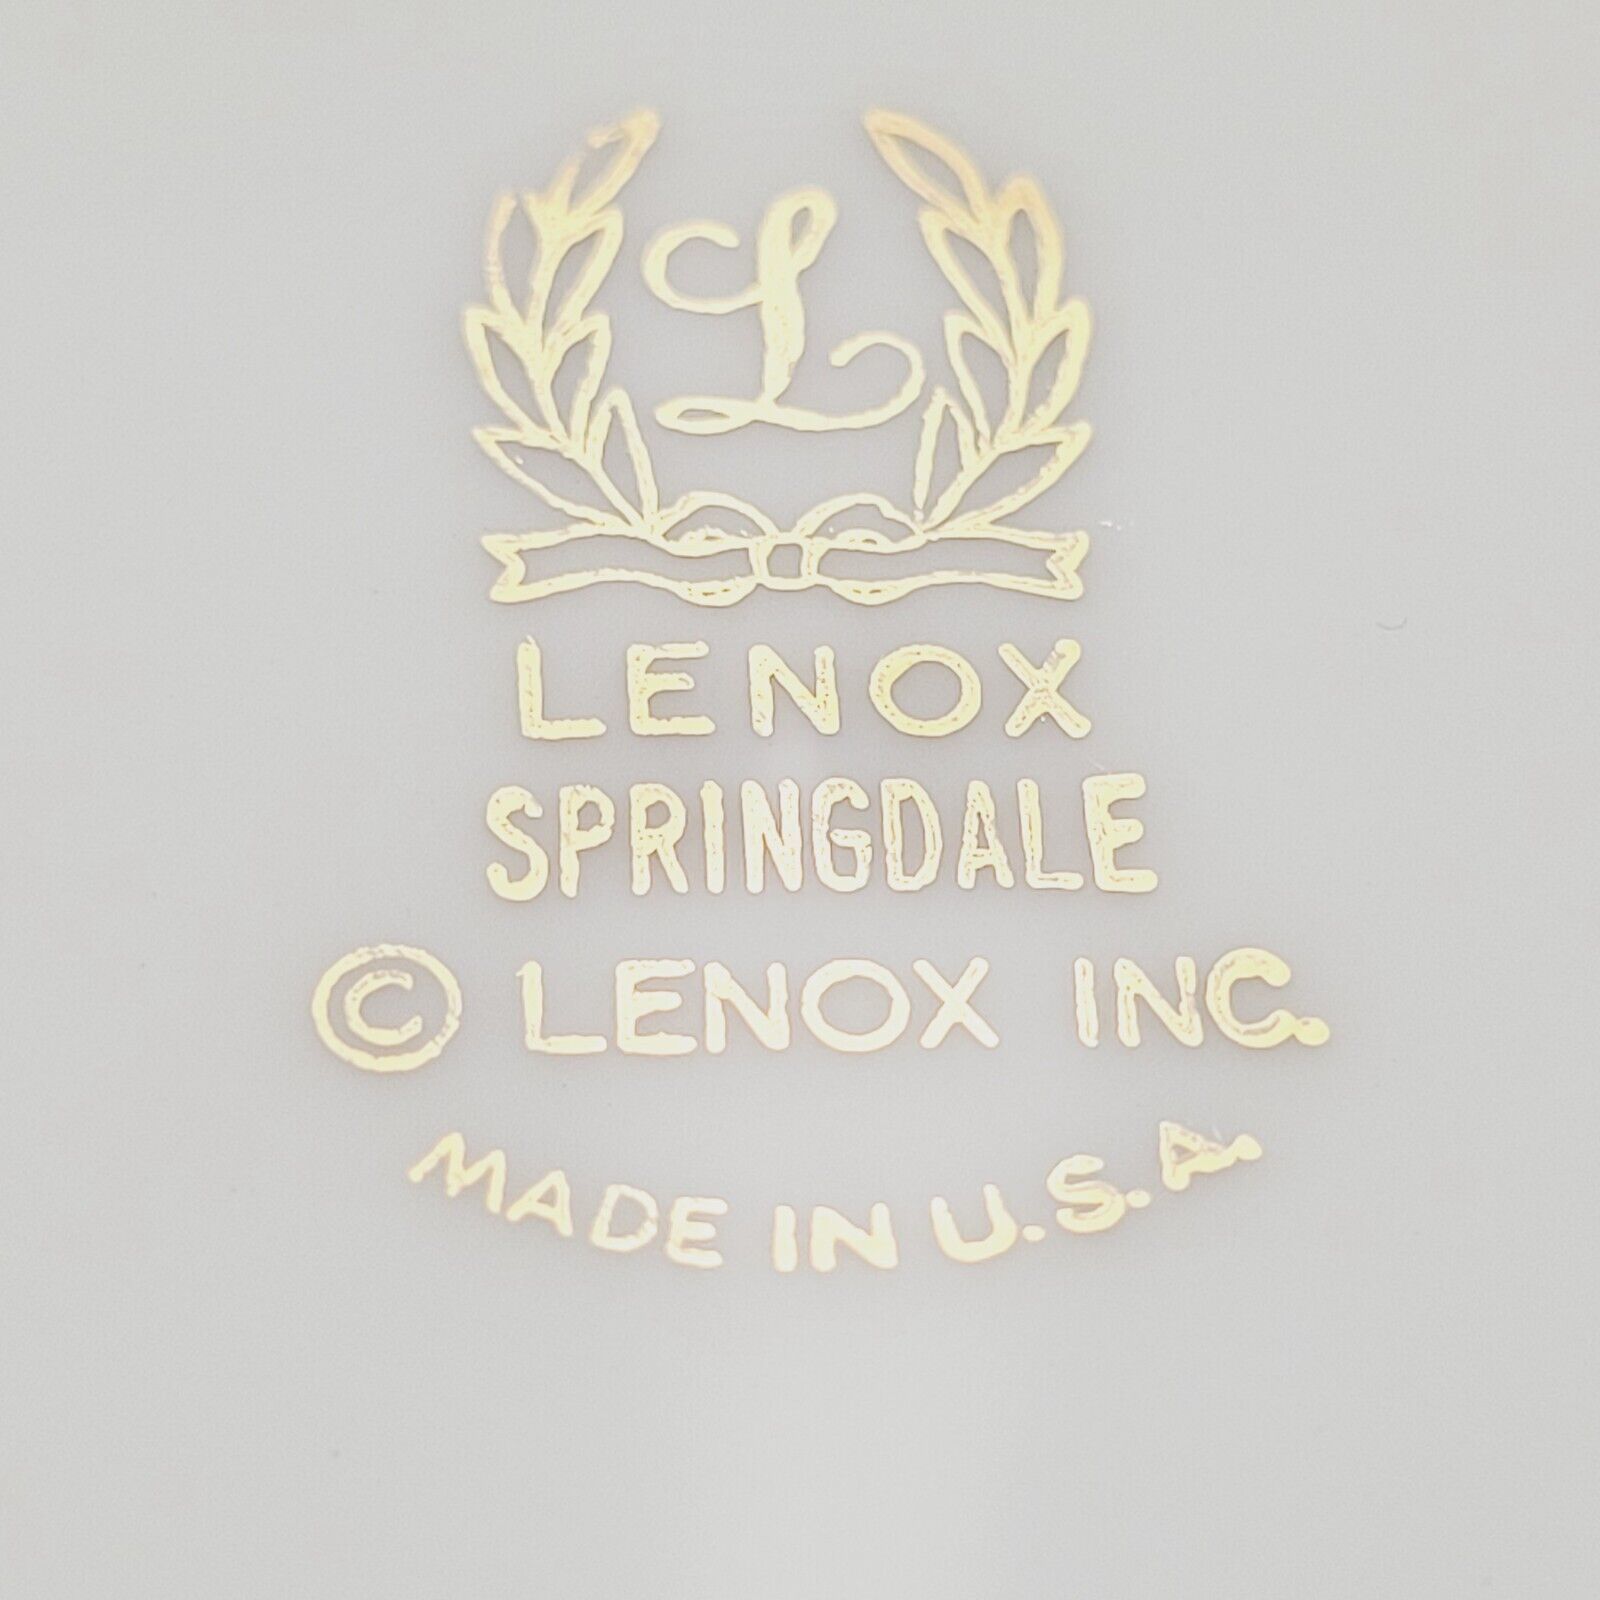 L
LENOX
SPRINGDALE
© LENOX INC.
MADE IN U.S.A.